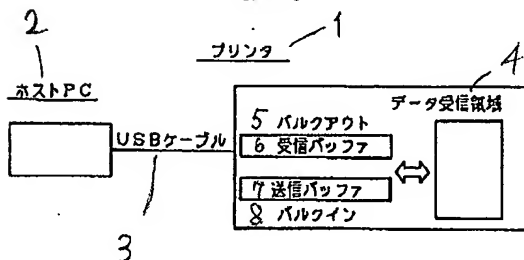 2
1
プリンタ
4
ホストPC
データ受信領域
5 バルクアウト
USBケーブル
6 受信バッファ
7 送信バッファ
8 バルクイン
3